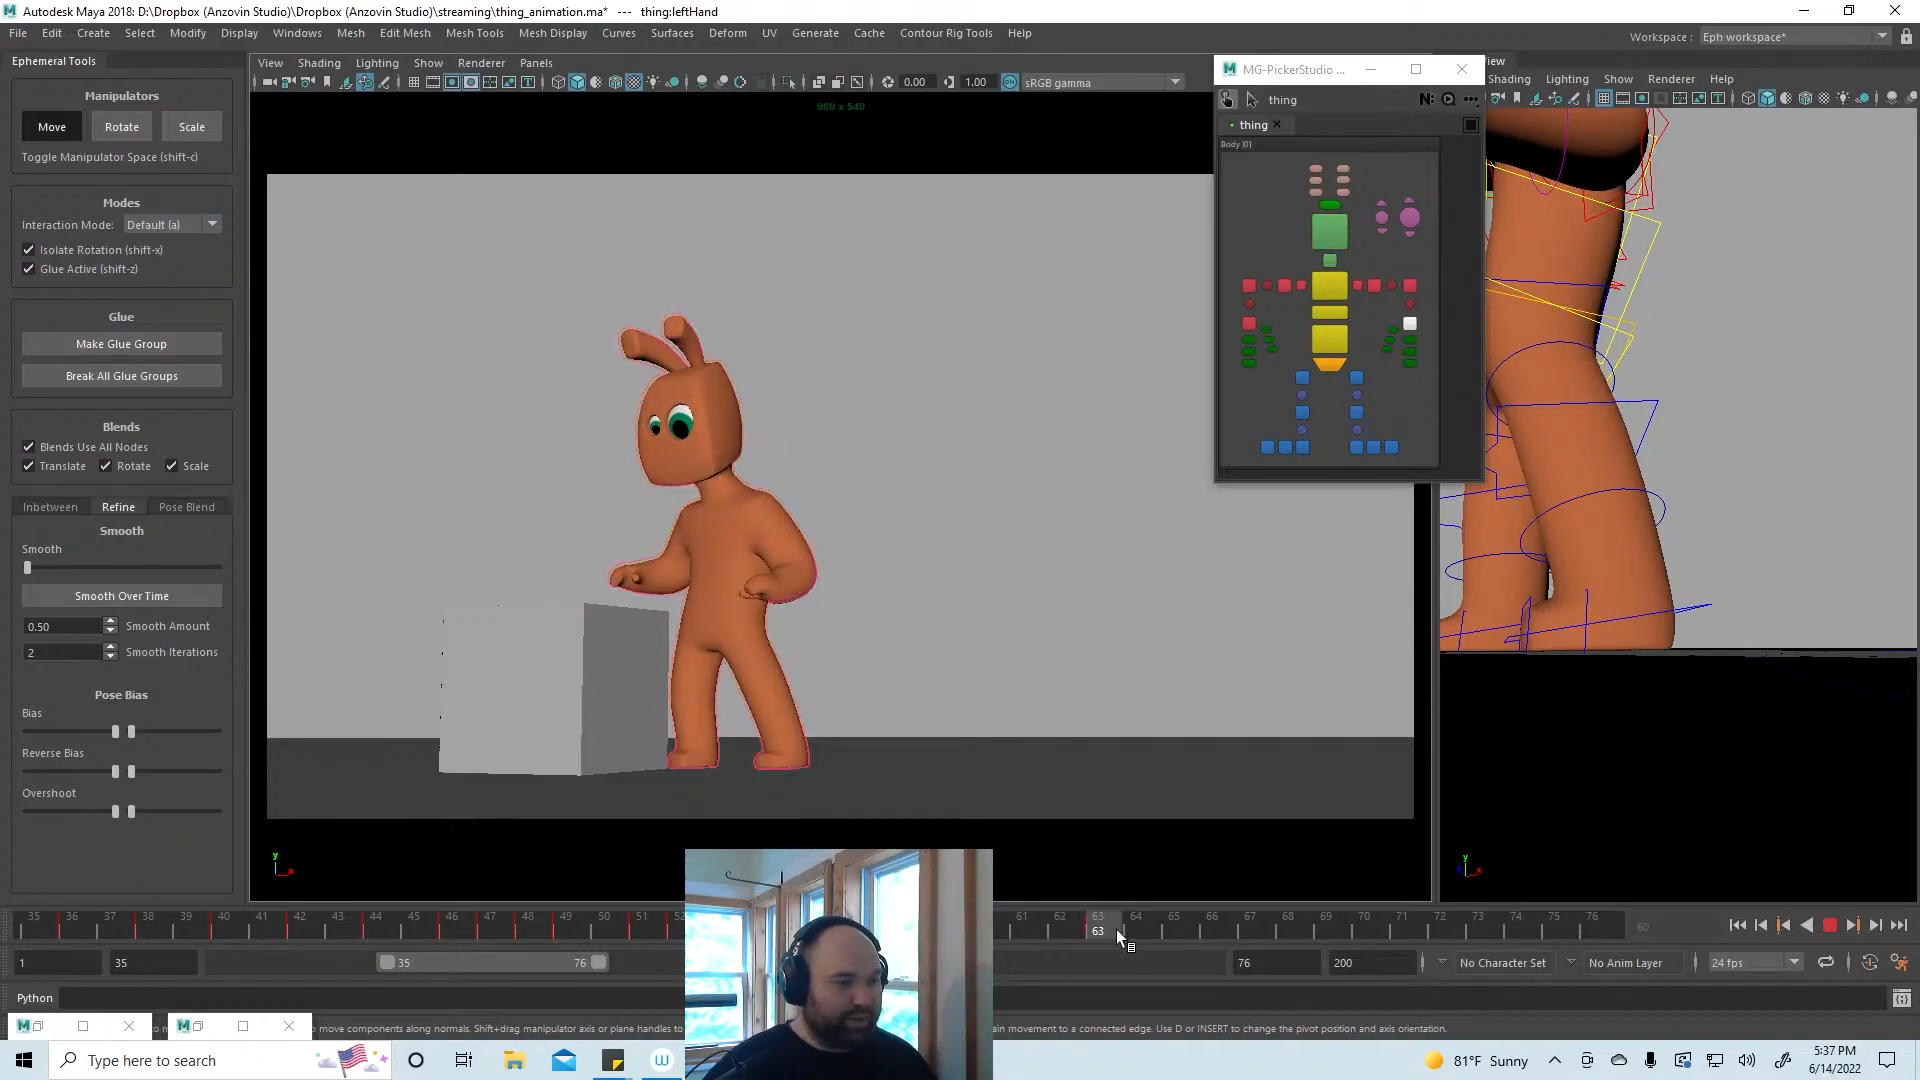 Autodesk Maya 2018: D:\Dropbox (Anzovin Studio)\Dropbox (Anzovin Studio)\streaming\thing_animation.ma* --- thing:leftHand
File Edit Create Select Modify Display Windows Mesh Edit Mesh Mesh Tools Mesh Display Curves Surfaces Deform UV Generate Cache Contour Rig Tools Help
Workspace : Eph workspace*
Ephemeral Tools
Manipulators
Move Rotate Scale
Toggle Manipulator Space (shift-c)
Modes
Interaction Mode: Default (a)
Isolate Rotation (shift-x)
Glue Active (shift-z)
Glue
Make Glue Group
Break All Glue Groups
Blends
Blends Use All Nodes
Translate Rotate Scale
Inbetween Refine Pose Blend
Smooth
Smooth
Smooth Over Time
0.50 Smooth Amount
2 Smooth Iterations
Pose Bias
Bias
Reverse Bias
Overshoot
View Shading Lighting Show Renderer Panels
0.00 1.00 sRGB gamma
960 x 540
MG-PickerStudio ...
thing
thing
Body [0]
View
Shading Lighting Show Renderer Help
35 36 37 38 39 40 41 42 43 44 45 46 47 48 49 50 51 52 61 62 63 64 65 66 67 68 69 70 71 72 73 74 75 76
63
60
1 35 35 76 76 200 No Character Set No Anim Layer 24 fps
Python
move components along normals. Shift+drag manipulator axis or plane handles to
ain movement to a connected edge. Use D or INSERT to change the pivot position and axis orientation.
Type here to search
81°F Sunny
5:37 PM
6/14/2022